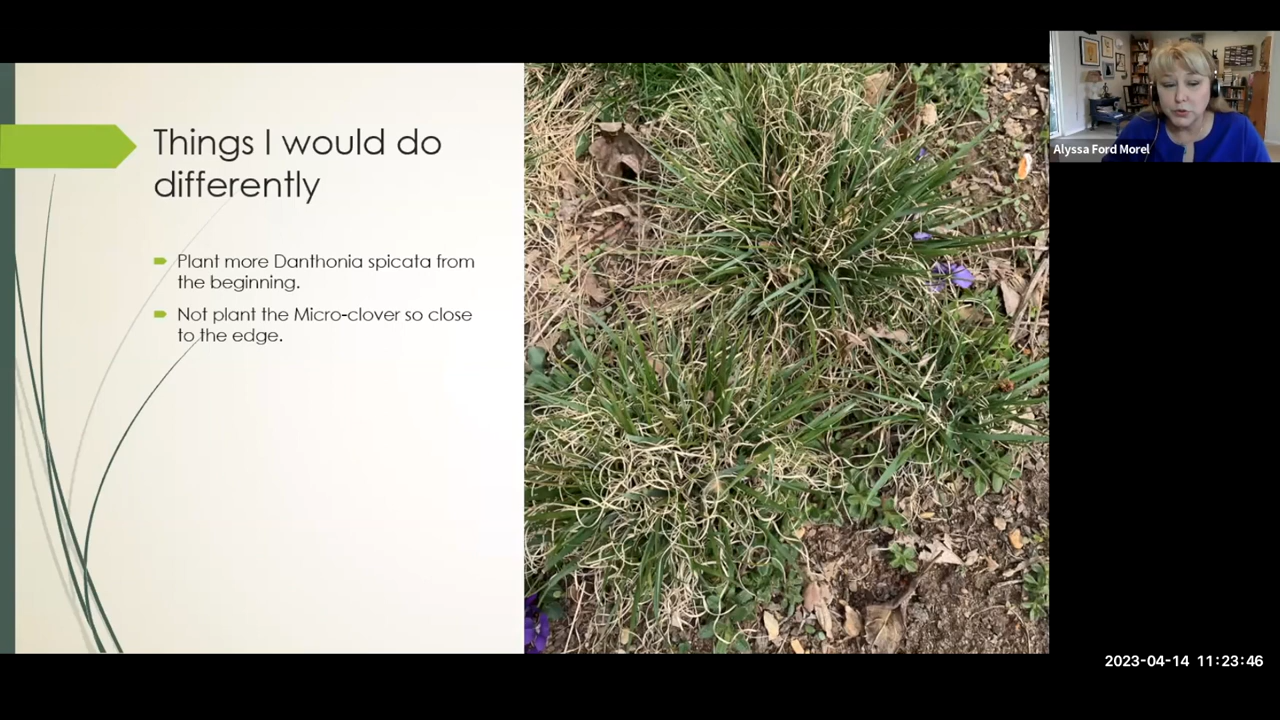 Things I would do
differently
Plant more Danthonia spicata from
the beginning.
Not plant the Micro-clover so close
to the edge.
Alyssa Ford Morel
2023-04-14 11:23:46